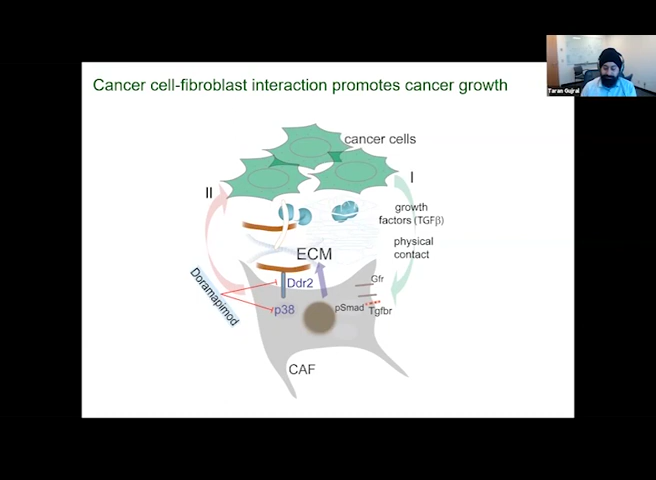 Cancer cell-fibroblast interaction promotes cancer growth
Taran Gujral
cancer cells
I
II
growth
factors (TGFβ)
physical
contact
ECM
Doramapimod
Ddr2
p38
Gfr
pSmad
Tgfbr
CAF